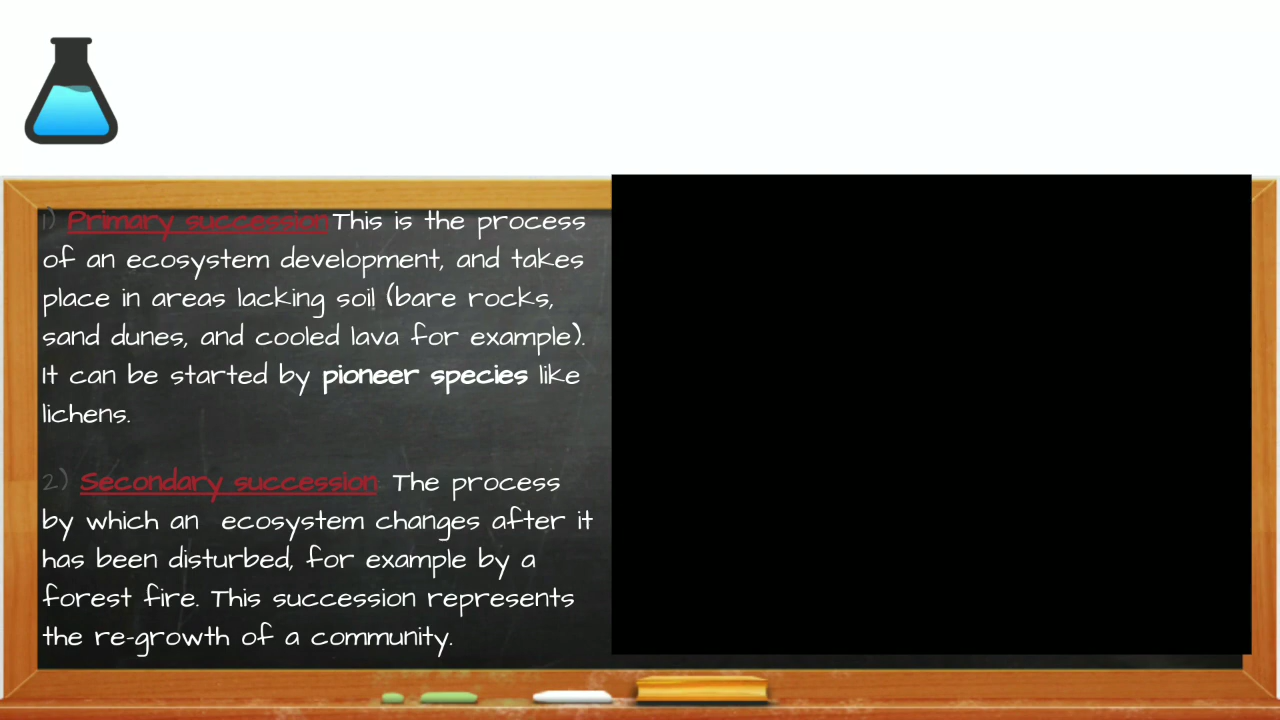 1) Primary succession This is the process
of an ecosystem development, and takes
place in areas lacking soil (bare rocks,
sand dunes, and cooled lava for example).
It can be started by pioneer species like
lichens.
2) Secondary succession: The process
by which an ecosystem changes after it
has been disturbed, for example by a
forest fire. This succession represents
the re-growth of a community.